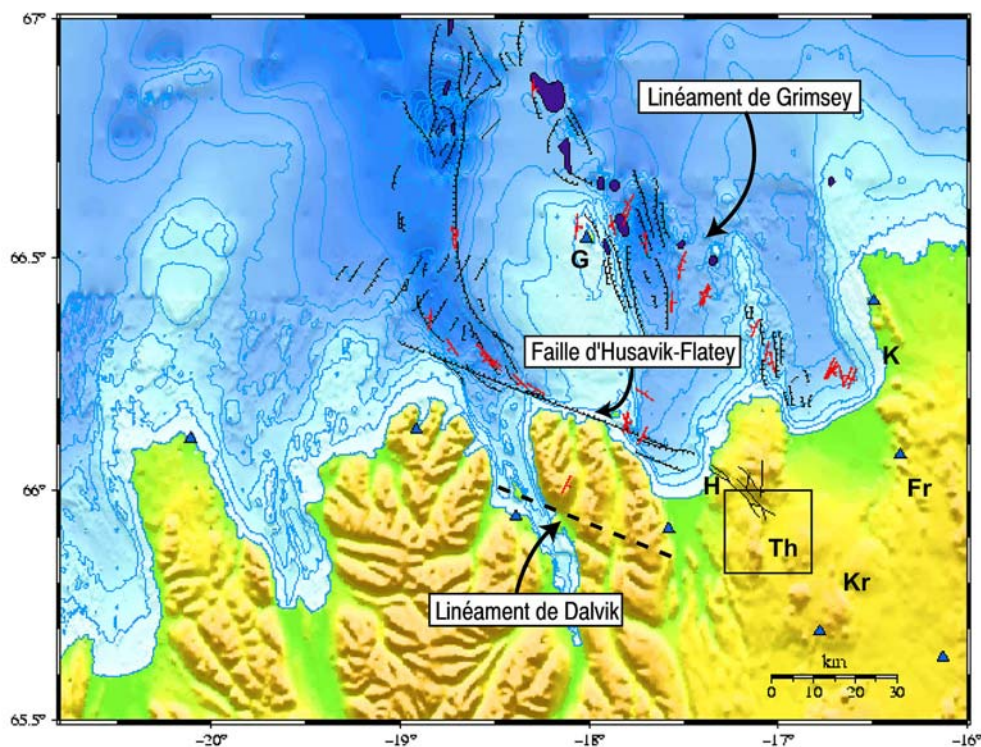 67°
Linéament de Grimsey
66.5°
G
Faille d'Husavik-Flatey
K
66°
H
Fr
Th
Kr
Linéament de Dalvik
km
0 10 20 30
65.5°
-20° -19° -18° -17° -16°